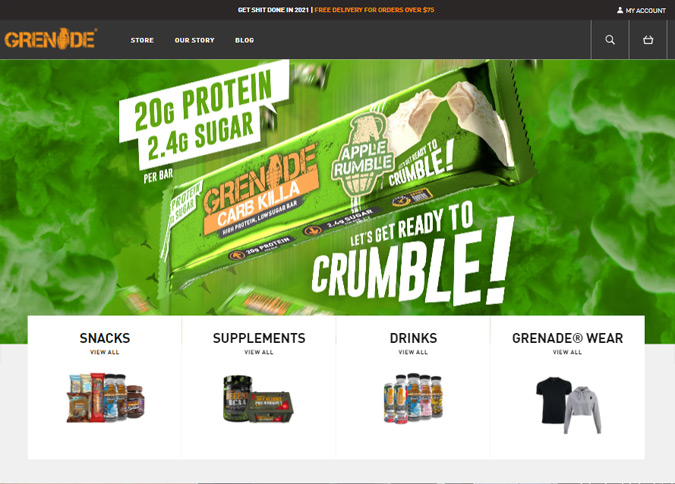 GET SHIT DONE IN 2021 | FREE DELIVERY FOR ORDERS OVER $75
MY ACCOUNT
GRENADE®
STORE
OUR STORY
BLOG
20G PROTEIN
2.4G SUGAR
PER BAR
GRENADE
CARB KILLA
HIGH PROTEIN, LOW SUGAR BAR
APPLE
RUMBLE
LET'S GET READY TO
CRUMBLE!
20g PROTEIN
2.4g SUGAR
LET'S GET READY TO
CRUMBLE!
SNACKS
VIEW ALL
SUPPLEMENTS
VIEW ALL
DRINKS
VIEW ALL
GRENADE® WEAR
VIEW ALL